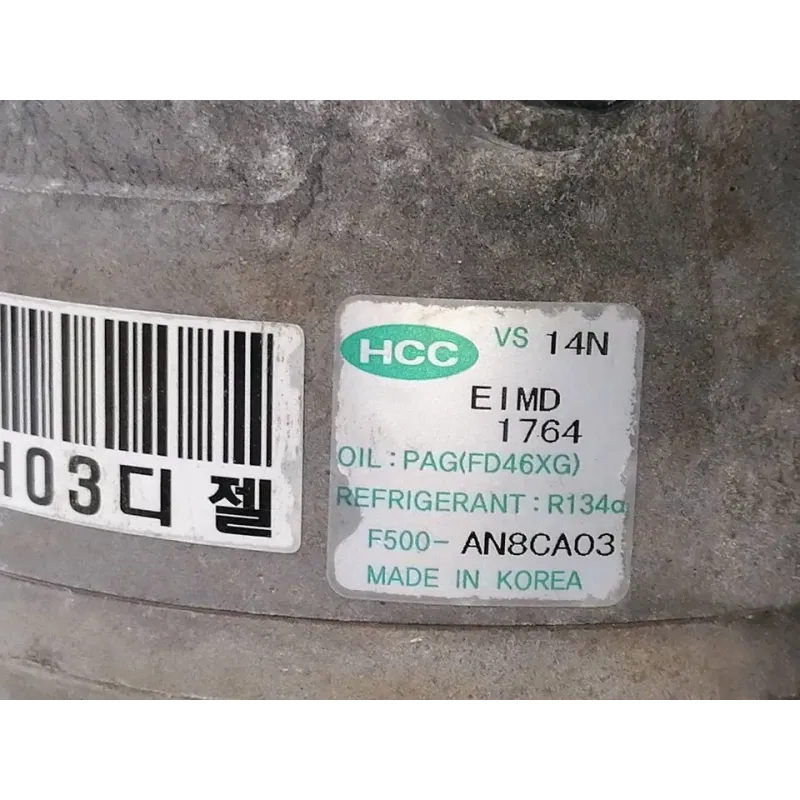 HCC VS 14N
EIMD
1764
OIL : PAG(FD46XG)
REFRIGERANT : R134a
F500- AN8CA03
MADE IN KOREA
H03디젤